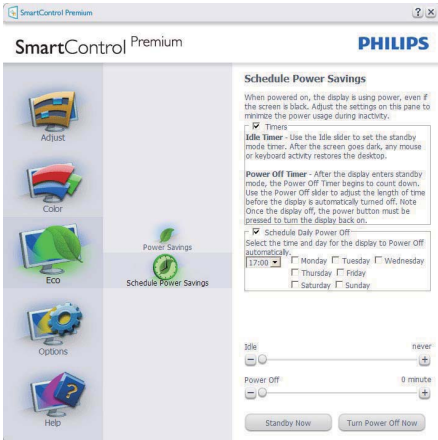 SmartControl Premium
? ×
SmartControl Premium
PHILIPS
Adjust
Color
Eco
Options
Help
Power Savings
Schedule Power Savings
Schedule Power Savings
When powered on, the display is using power, even if
the screen is black. Adjust the settings on this pane to
minimize the power usage during inactivity.
Timers
Idle Timer - Use the Idle slider to set the standby
mode timer. After the screen goes dark, any mouse
or keyboard activity restores the desktop.
Power Off Timer - After the display enters standby
mode, the Power Off Timer begins to count down.
Use the Power Off slider to adjust the length of time
before the display is automatically turned off. Note
Once the display off, the power button must be
pressed to turn the display back on.
Schedule Daily Power Off
Select the time and day for the display to Power Off
automatically.
17:00 Monday Tuesday Wednesday
Thursday Friday
Saturday Sunday
Idle never
Power Off 0 minute
Standby Now Turn Power Off Now